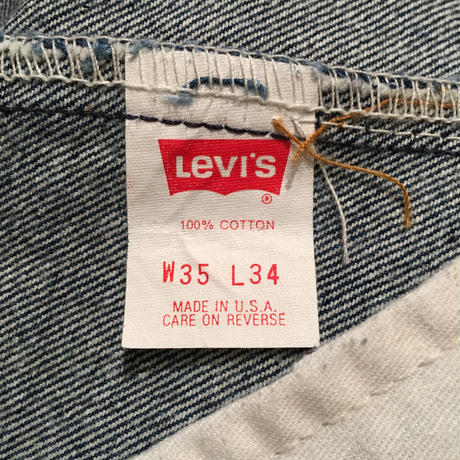 Levi's
®
100% COTTON
W35 L34
MADE IN U.S.A.
CARE ON REVERSE